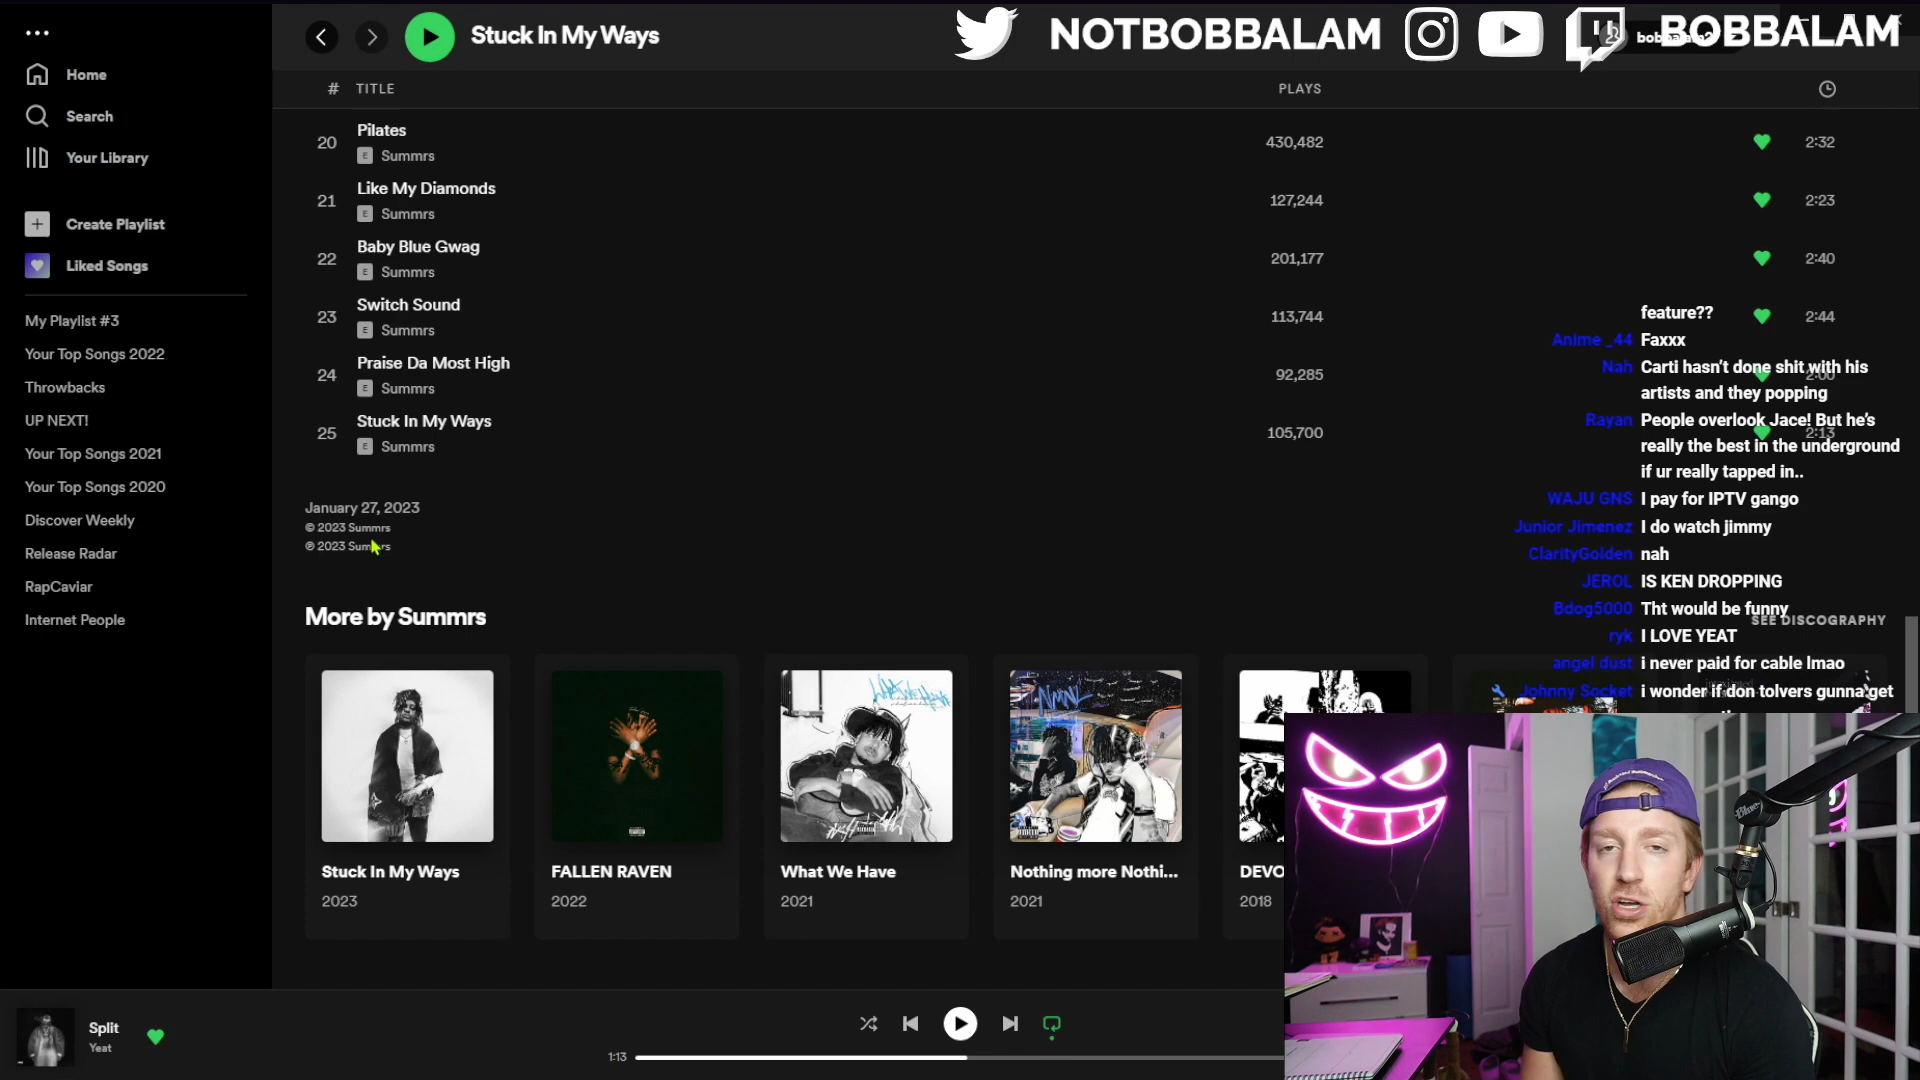 Stuck In My Ways
NOTBOBBALAM
BOBBALAM
Home
Search
Your Library
Create Playlist
Liked Songs
My Playlist #3
Your Top Songs 2022
Throwbacks
UP NEXT!
Your Top Songs 2021
Your Top Songs 2020
Discover Weekly
Release Radar
RapCaviar
Internet People
# TITLE PLAYS
20 Pilates 430,482 2:32
E Summrs
21 Like My Diamonds 127,244 2:23
E Summrs
22 Baby Blue Gwag 201,177 2:40
E Summrs
23 Switch Sound 113,744 2:44
E Summrs
24 Praise Da Most High 92,285 2:00
E Summrs
25 Stuck In My Ways 105,700 2:13
E Summrs
January 27, 2023
© 2023 Summrs
℗ 2023 Summrs
feature??
Anime _44 Faxxx
Nah Carti hasn't done shit with his
artists and they popping
Rayan People overlook Jace! But he's
really the best in the underground
if ur really tapped in..
WAJU GNS I pay for IPTV gango
Junior Jimenez I do watch jimmy
ClarityGolden nah
JEROL IS KEN DROPPING
Bdog5000 Tht would be funny
ryk I LOVE YEAT
angel dust i never paid for cable lmao
Johnny Socket i wonder if don tolvers gunna get
More by Summrs
SEE DISCOGRAPHY
Stuck In My Ways
2023
FALLEN RAVEN
2022
What We Have
2021
Nothing more Nothi...
2021
DEVO
2018
Split
Yeat
1:13